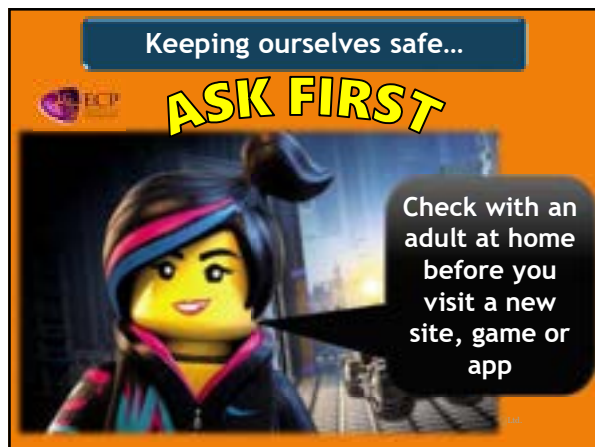 Keeping ourselves safe…
ECP
ASK FIRST
Check with an
adult at home
before you
visit a new
site, game or
app